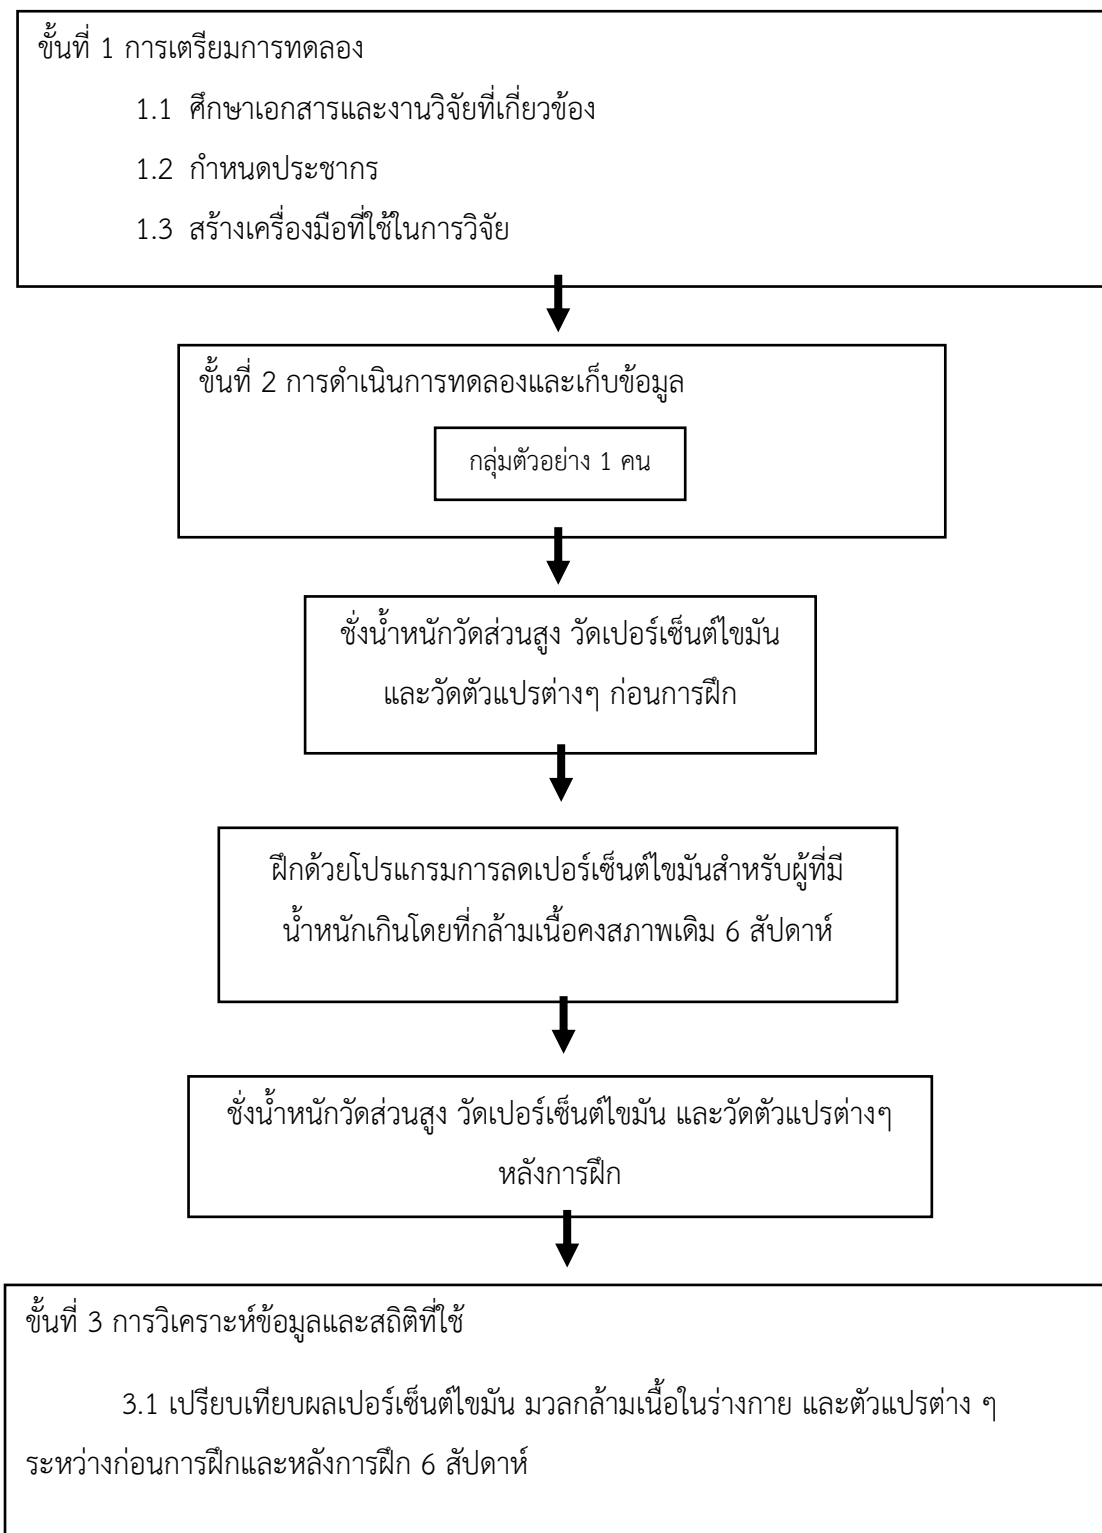 ขั้นที่ 1 การเตรียมการทดลอง
1.1 ศึกษาเอกสารและงานวิจัยที่เกี่ยวข้อง
1.2 กำหนดประชากร
1.3 สร้างเครื่องมือที่ใช้ในการวิจัย
ขั้นที่ 2 การดำเนินการทดลองและเก็บข้อมูล
กลุ่มตัวอย่าง 1 คน
ชั่งน้ำหนักวัดส่วนสูง วัดเปอร์เซ็นต์ไขมัน
และวัดตัวแปรต่างๆ ก่อนการฝึก
ฝึกด้วยโปรแกรมการลดเปอร์เซ็นต์ไขมันสำหรับผู้ที่มี
น้ำหนักเกินโดยที่กล้ามเนื้อคงสภาพเดิม 6 สัปดาห์
ชั่งน้ำหนักวัดส่วนสูง วัดเปอร์เซ็นต์ไขมัน และวัดตัวแปรต่างๆ
หลังการฝึก
ขั้นที่ 3 การวิเคราะห์ข้อมูลและสถิติที่ใช้
3.1 เปรียบเทียบผลเปอร์เซ็นต์ไขมัน มวลกล้ามเนื้อในร่างกาย และตัวแปรต่าง ๆ
ระหว่างก่อนการฝึกและหลังการฝึก 6 สัปดาห์